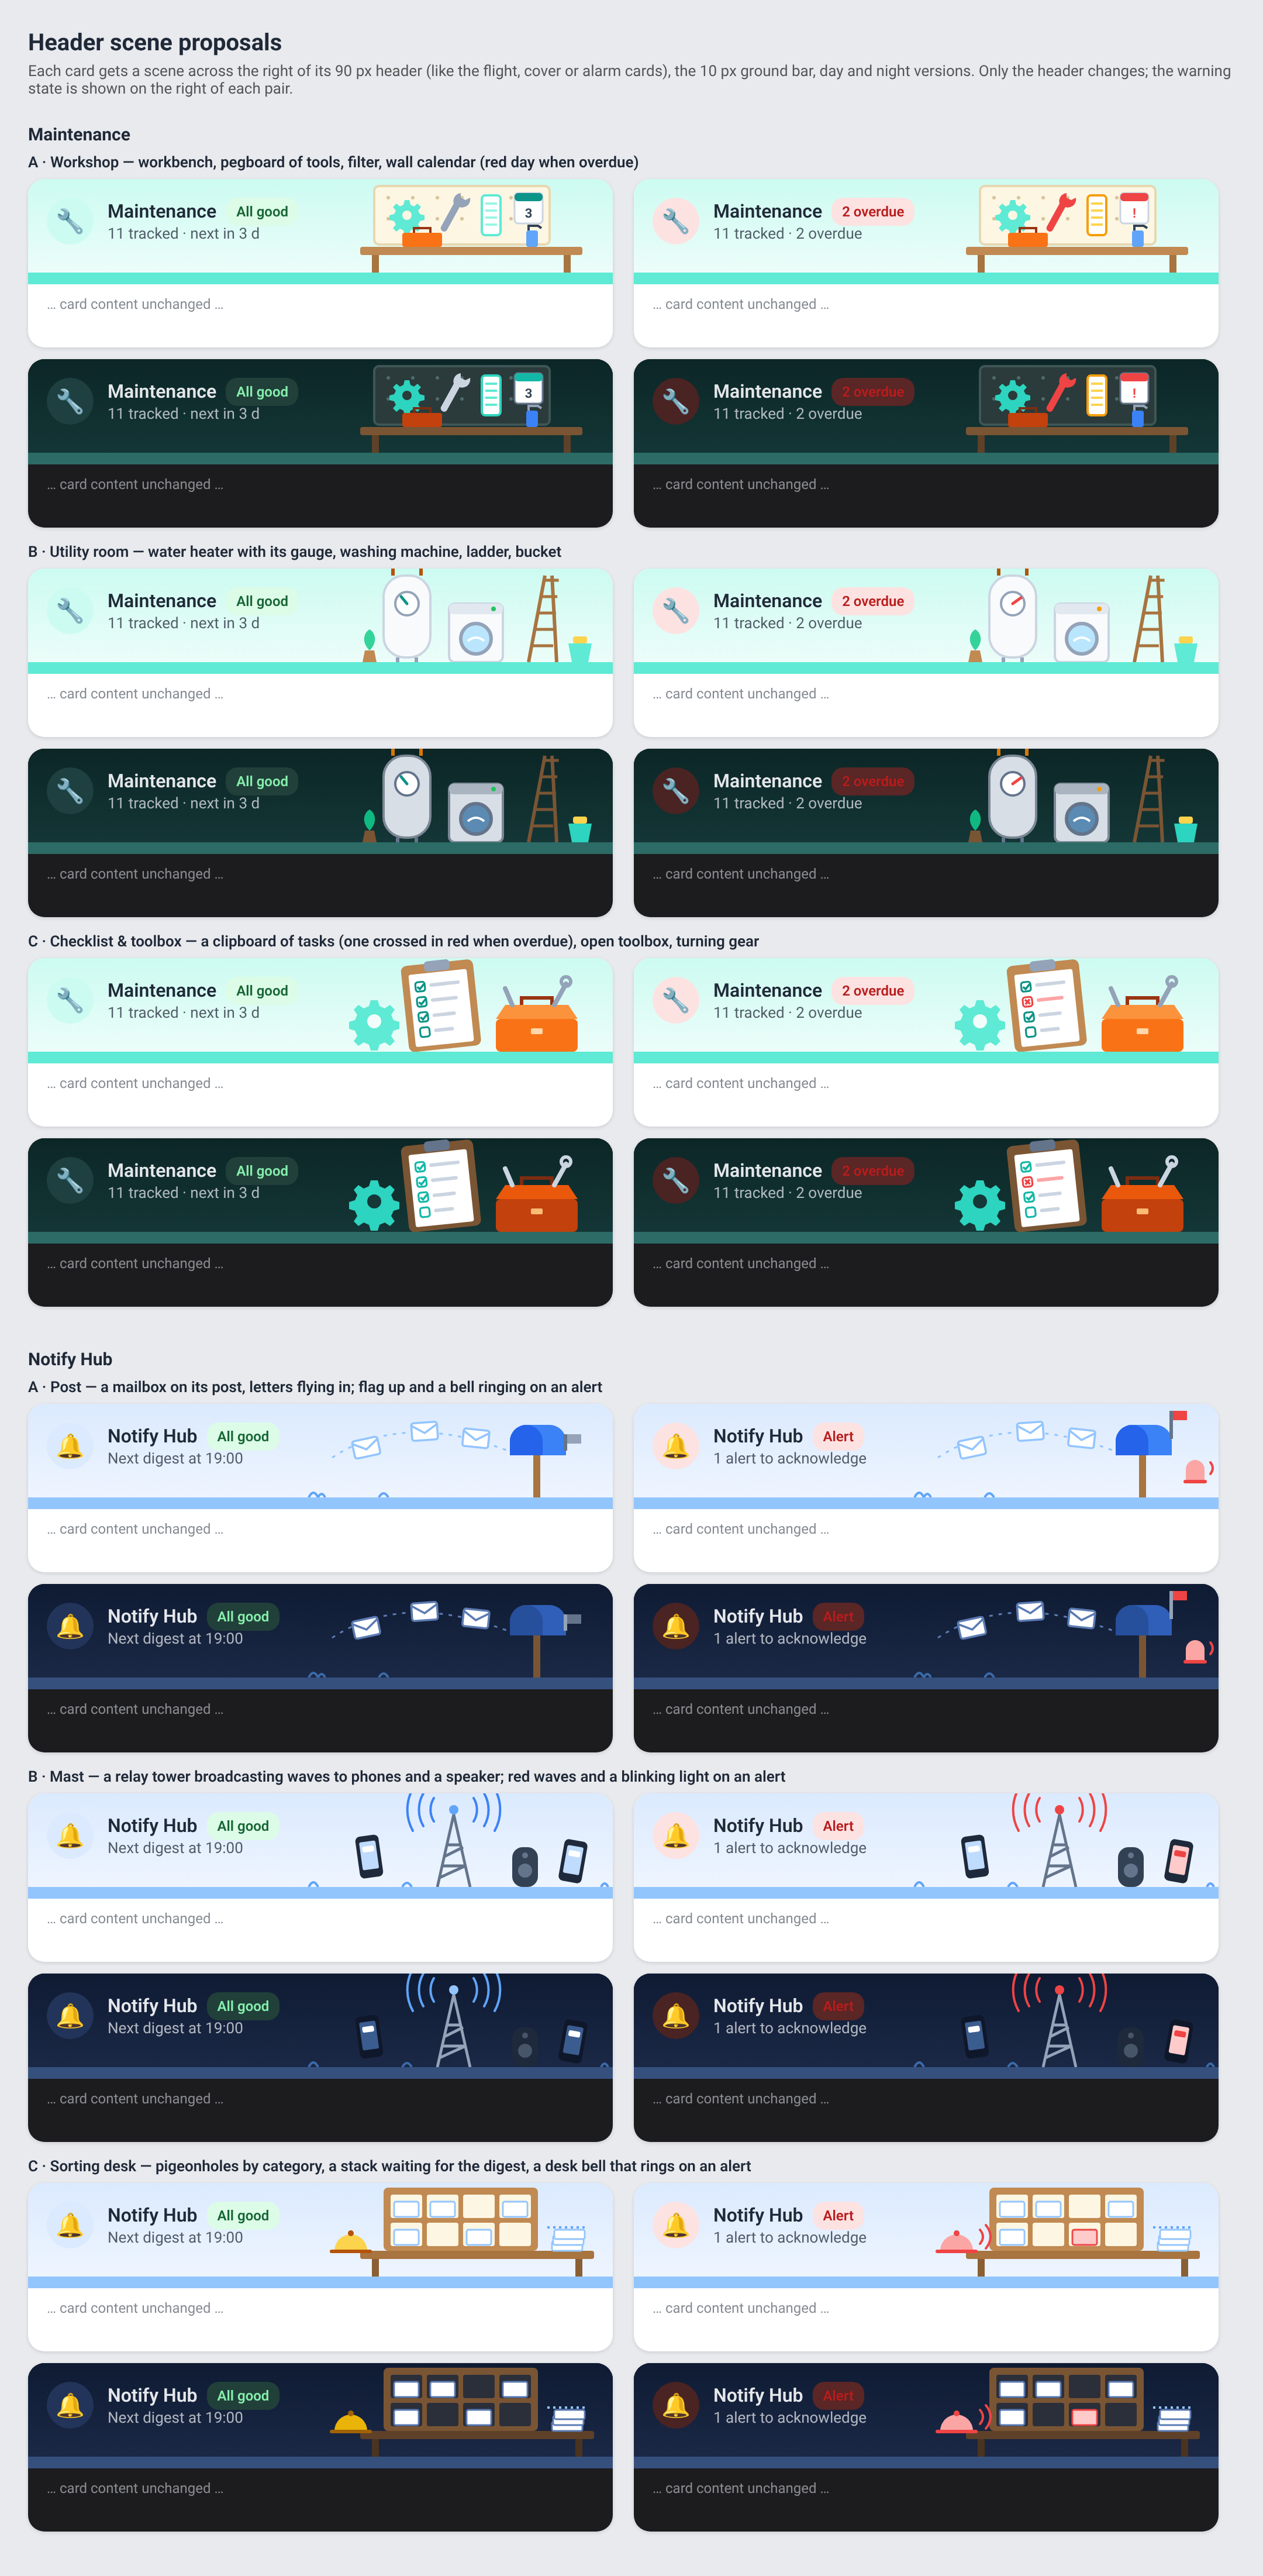 Header scene proposals
Each card gets a scene across the right of its 90 px header (like the flight, cover or alarm cards), the 10 px ground bar, day and night versions. Only the header changes; the warning
state is shown on the right of each pair.
Maintenance
A · Workshop — workbench, pegboard of tools, filter, wall calendar (red day when overdue)
Maintenance All good
11 tracked · next in 3 d
3
... card content unchanged ...
Maintenance 2 overdue
11 tracked · 2 overdue
!
... card content unchanged ...
Maintenance All good
11 tracked · next in 3 d
3
... card content unchanged ...
Maintenance 2 overdue
11 tracked · 2 overdue
!
... card content unchanged ...
B · Utility room — water heater with its gauge, washing machine, ladder, bucket
Maintenance All good
11 tracked · next in 3 d
... card content unchanged ...
Maintenance 2 overdue
11 tracked · 2 overdue
... card content unchanged ...
Maintenance All good
11 tracked · next in 3 d
... card content unchanged ...
Maintenance 2 overdue
11 tracked · 2 overdue
... card content unchanged ...
C · Checklist & toolbox — a clipboard of tasks (one crossed in red when overdue), open toolbox, turning gear
Maintenance All good
11 tracked · next in 3 d
... card content unchanged ...
Maintenance 2 overdue
11 tracked · 2 overdue
... card content unchanged ...
Maintenance All good
11 tracked · next in 3 d
... card content unchanged ...
Maintenance 2 overdue
11 tracked · 2 overdue
... card content unchanged ...
Notify Hub
A · Post — a mailbox on its post, letters flying in; flag up and a bell ringing on an alert
Notify Hub All good
Next digest at 19:00
... card content unchanged ...
Notify Hub Alert
1 alert to acknowledge
... card content unchanged ...
Notify Hub All good
Next digest at 19:00
... card content unchanged ...
Notify Hub Alert
1 alert to acknowledge
... card content unchanged ...
B · Mast — a relay tower broadcasting waves to phones and a speaker; red waves and a blinking light on an alert
Notify Hub All good
Next digest at 19:00
... card content unchanged ...
Notify Hub Alert
1 alert to acknowledge
... card content unchanged ...
Notify Hub All good
Next digest at 19:00
... card content unchanged ...
Notify Hub Alert
1 alert to acknowledge
... card content unchanged ...
C · Sorting desk — pigeonholes by category, a stack waiting for the digest, a desk bell that rings on an alert
Notify Hub All good
Next digest at 19:00
... card content unchanged ...
Notify Hub Alert
1 alert to acknowledge
... card content unchanged ...
Notify Hub All good
Next digest at 19:00
... card content unchanged ...
Notify Hub Alert
1 alert to acknowledge
... card content unchanged ...